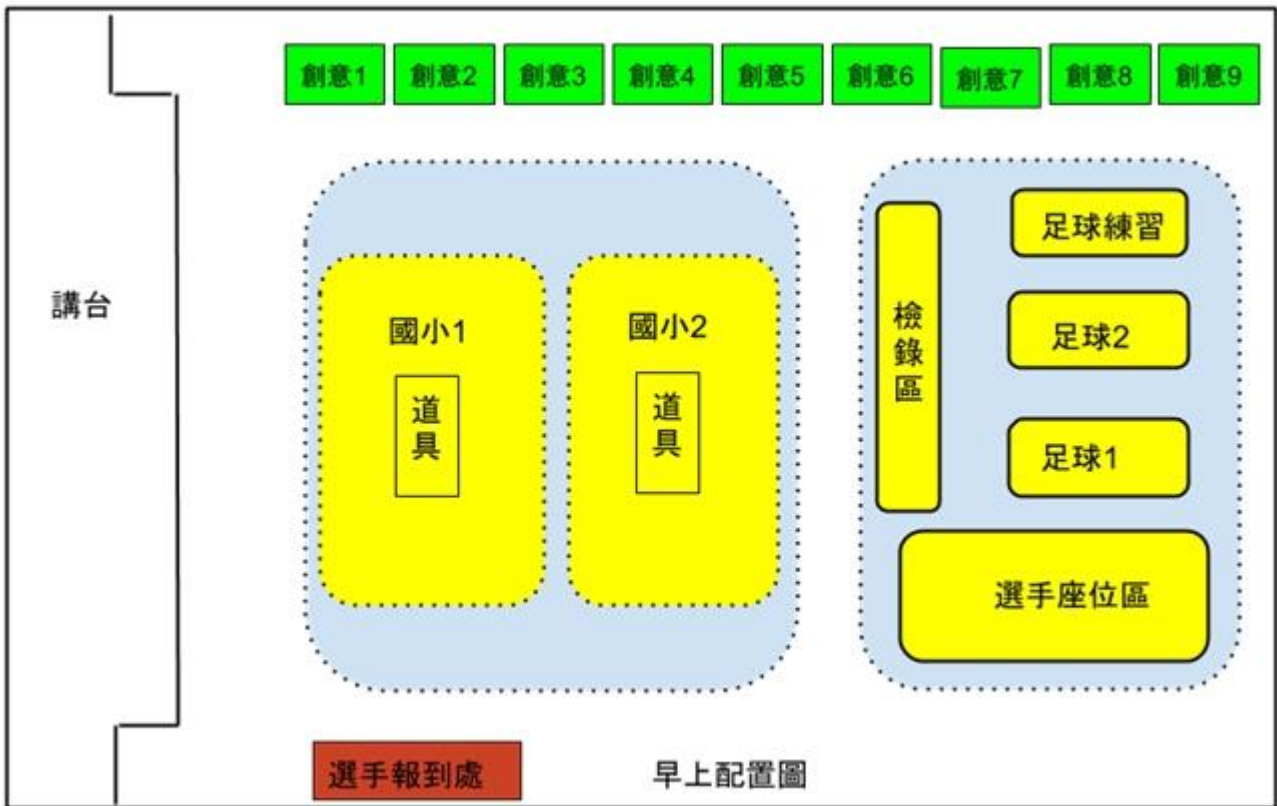 創意1
創意2
創意3
創意4
創意5
創意6
創意7
創意8
創意9
講台
國小1
道具
國小2
道具
檢錄區
足球練習
足球2
足球1
選手座位區
選手報到處
早上配置圖